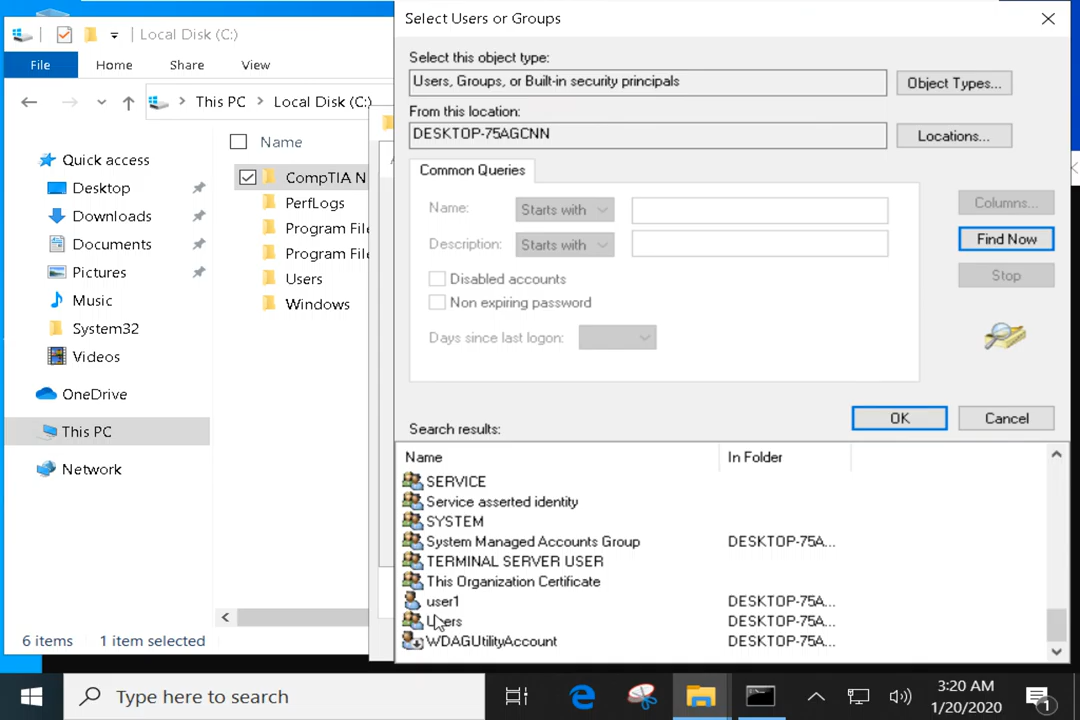 Local Disk (C:)
File Home Share View
This PC > Local Disk (C:)
Quick access
Desktop
Downloads
Documents
Pictures
Music
System32
Videos
OneDrive
This PC
Network
Name
CompTIA N
PerfLogs
Program File
Program File
Users
Windows
6 items 1 item selected
Select Users or Groups
Select this object type:
Users, Groups, or Built-in security principals
Object Types...
From this location:
DESKTOP-75AGCNN
Locations...
Common Queries
Name: Starts with
Description: Starts with
Disabled accounts
Non expiring password
Days since last logon:
Columns...
Find Now
Stop
OK
Cancel
Search results:
Name In Folder
SERVICE
Service asserted identity
SYSTEM
System Managed Accounts Group DESKTOP-75A...
TERMINAL SERVER USER
This Organization Certificate
user1 DESKTOP-75A...
Users DESKTOP-75A...
WDAGUtilityAccount DESKTOP-75A...
Type here to search
3:20 AM
1/20/2020
1